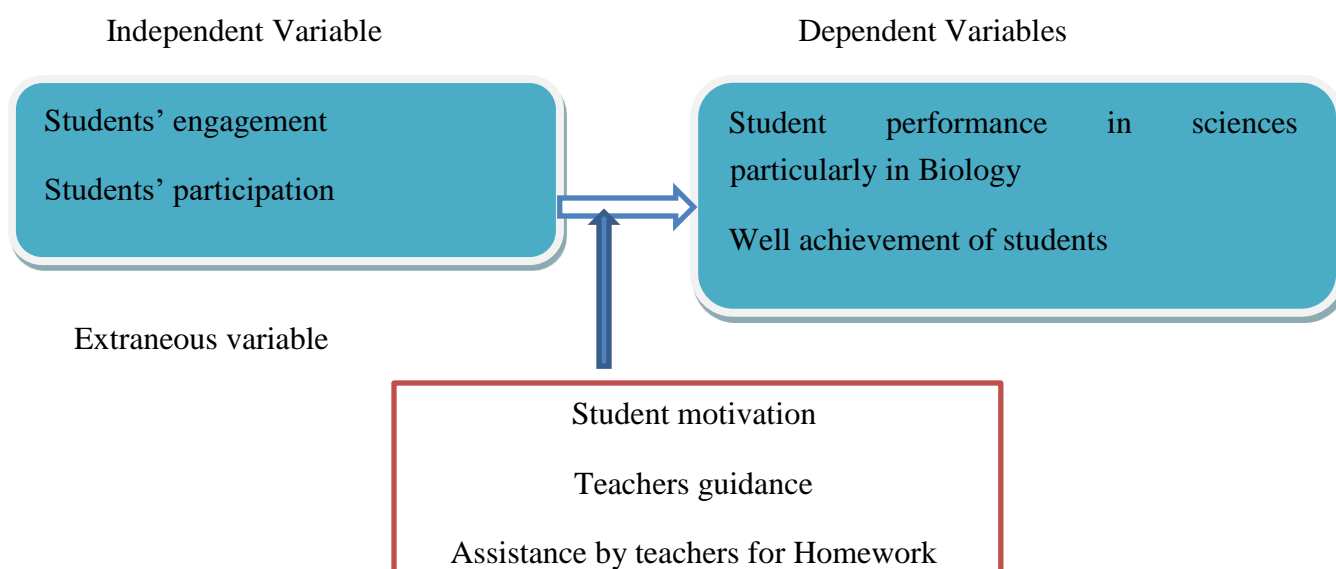 Independent Variable
Dependent Variables
Students’ engagement
Students’ participation
Student performance in sciences
particularly in Biology
Well achievement of students
Extraneous variable
Student motivation
Teachers guidance
Assistance by teachers for Homework